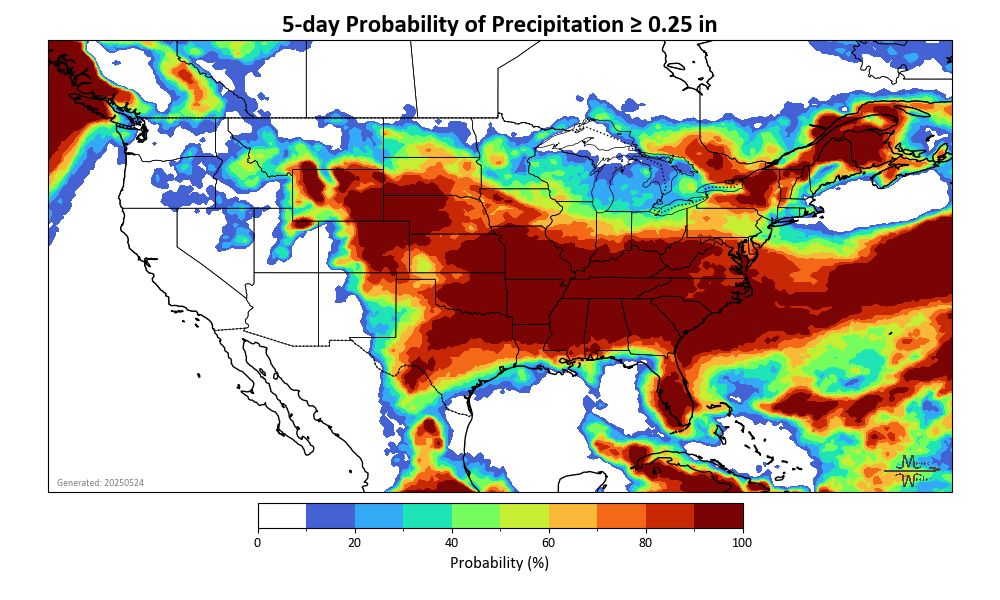 5-day Probability of Precipitation ≥ 0.25 in
Generated: 20250524
0 20 40 60 80 100
Probability (%)